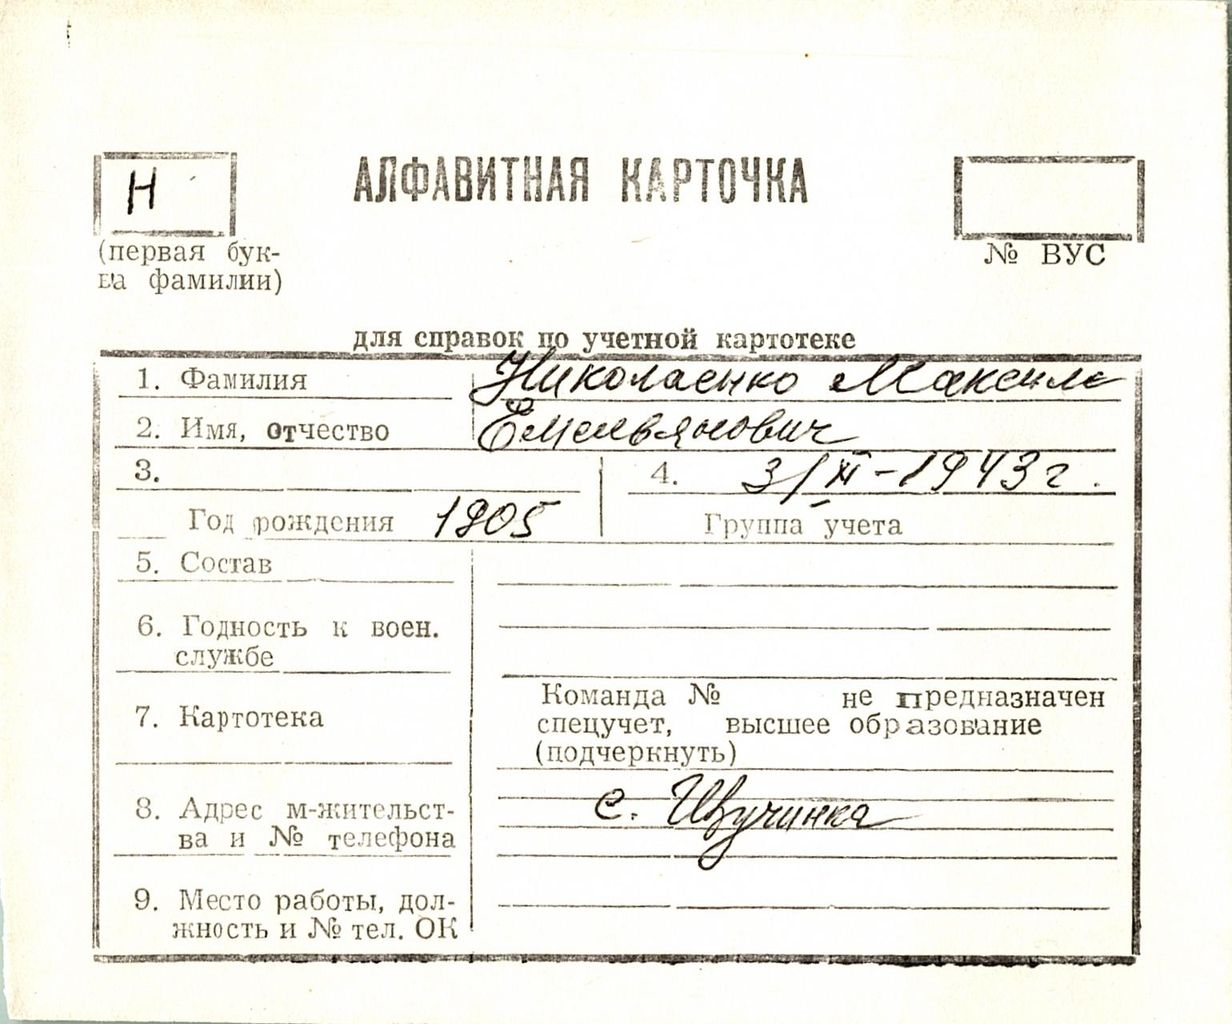 Н
АЛФАВИТНАЯ КАРТОЧКА
(первая бук-
ва фамилии)
№ ВУС
для справок по учетной картотеке
1. Фамилия Николаенко Максим
2. Имя, отчество Емельянович
3.
4. 3/XI-1943г.
Год рождения 1905
Группа учета
5. Состав
6. Годность к воен.
службе
7. Картотека
Команда № не предназначен
спецучет, высшее образование
(подчеркнуть)
8. Адрес м-жительст-
ва и № телефона
с. Щучинка
9. Место работы, дол-
жность и № тел. ОК